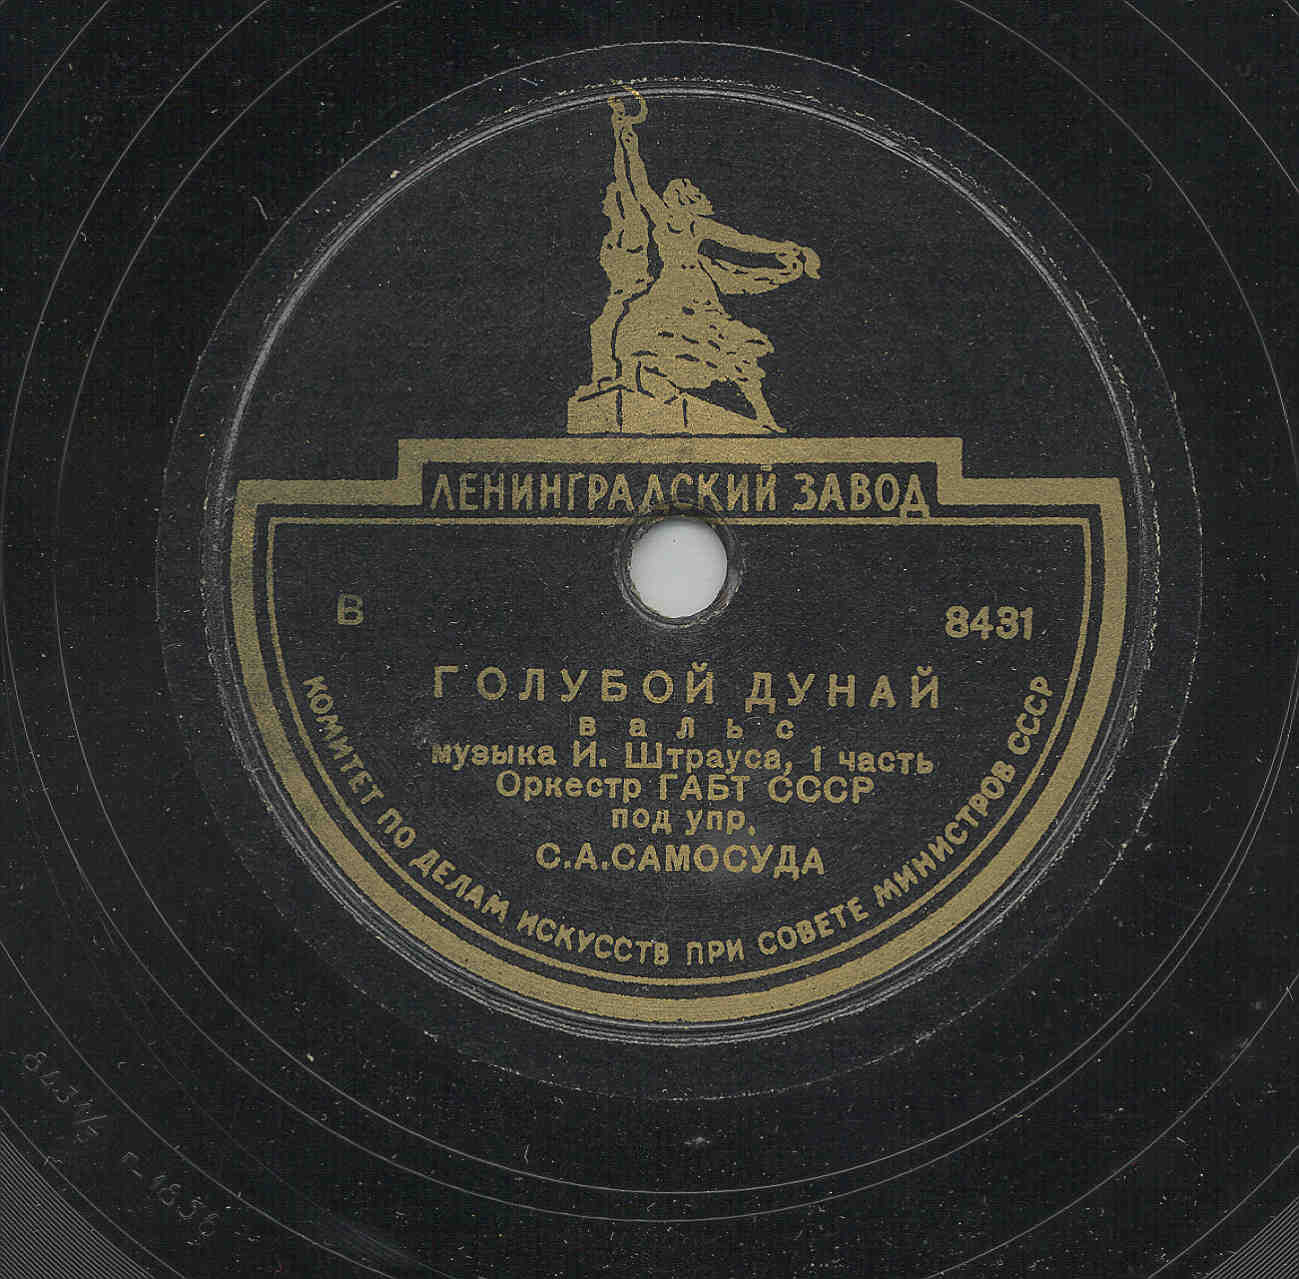 ЛЕНИНГРАДСКИЙ ЗАВОД
В 8431
ГОЛУБОЙ ДУНАЙ
вальс
музыка И. Штрауса, 1 часть
Оркестр ГАБТ СССР
под упр.
С.А.САМОСУДА
КОМИТЕТ ПО ДЕЛАМ ИСКУССТВ ПРИ СОВЕТЕ МИНИСТРОВ СССР